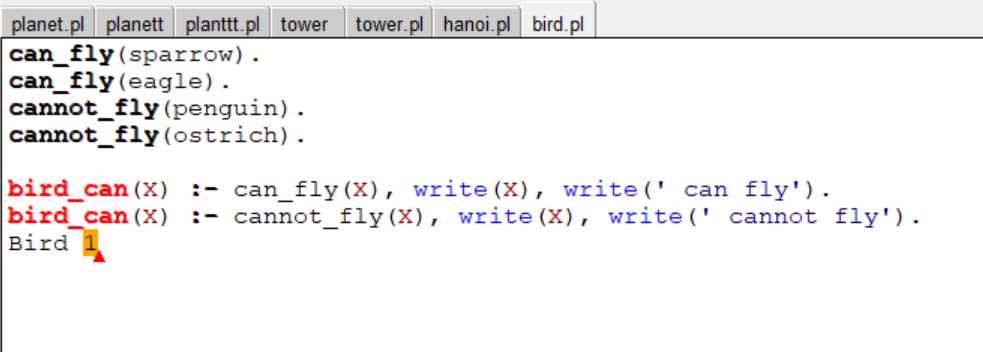 planet.pl planett planttt.pl tower tower.pl hanoi.pl bird.pl
can_fly(sparrow).
can_fly(eagle).
cannot_fly(penguin).
cannot_fly(ostrich).
bird_can(X) :- can_fly(X), write(X), write(' can fly').
bird_can(X) :- cannot_fly(X), write(X), write(' cannot fly').
Bird 1